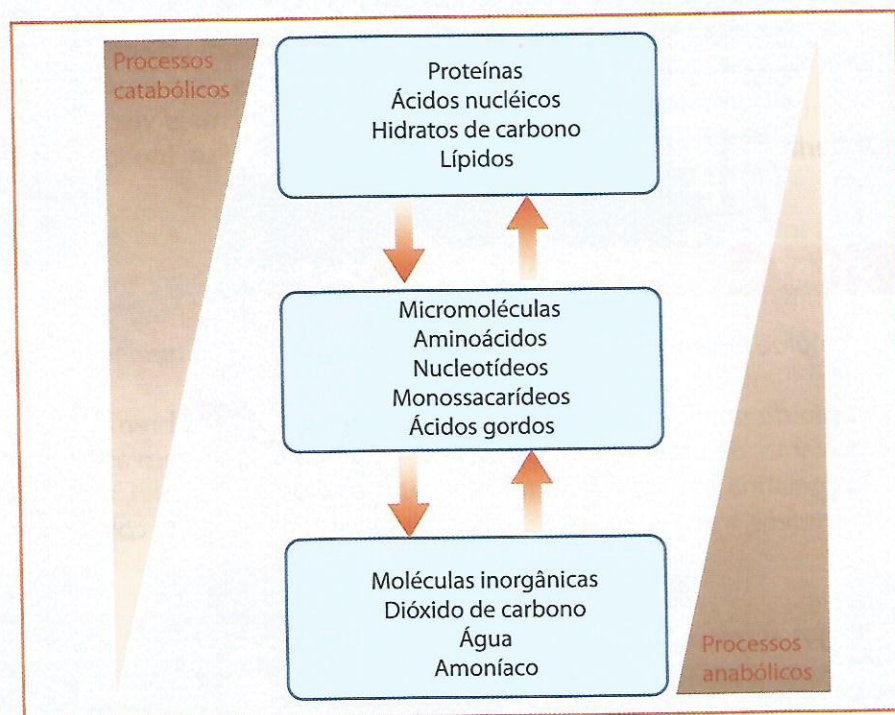 Processos
catabólicos
Proteínas
Ácidos nucléicos
Hidratos de carbono
Lípidos
Micromoléculas
Aminoácidos
Nucleotídeos
Monossacarídeos
Ácidos gordos
Moléculas inorgânicas
Dióxido de carbono
Água
Amoníaco
Processos
anabólicos